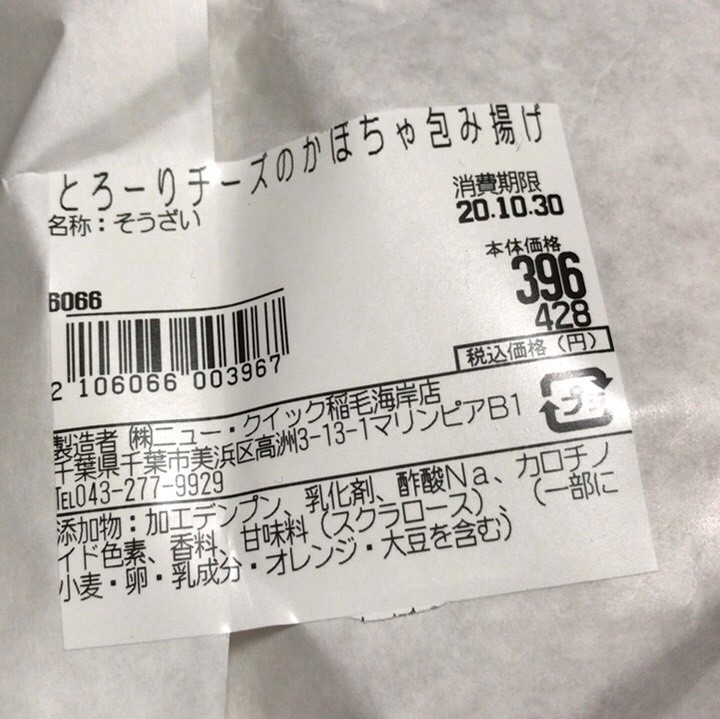 とろーりチーズのかぼちゃ包み揚げ
名称：そうざい
消費期限
20.10.30
本体価格
396
428
税込価格（円）
6066
2 106066 003967
プラ
製造者 ㈱ニュー・クイック稲毛海岸店
千葉県千葉市美浜区高洲3-13-1マリンピアB1
TEL043-277-9929
添加物：加工デンプン、乳化剤、酢酸Na、カロチノ
イド色素、香料、甘味料（スクラロース）、（一部に
小麦・卵・乳成分・オレンジ・大豆を含む）